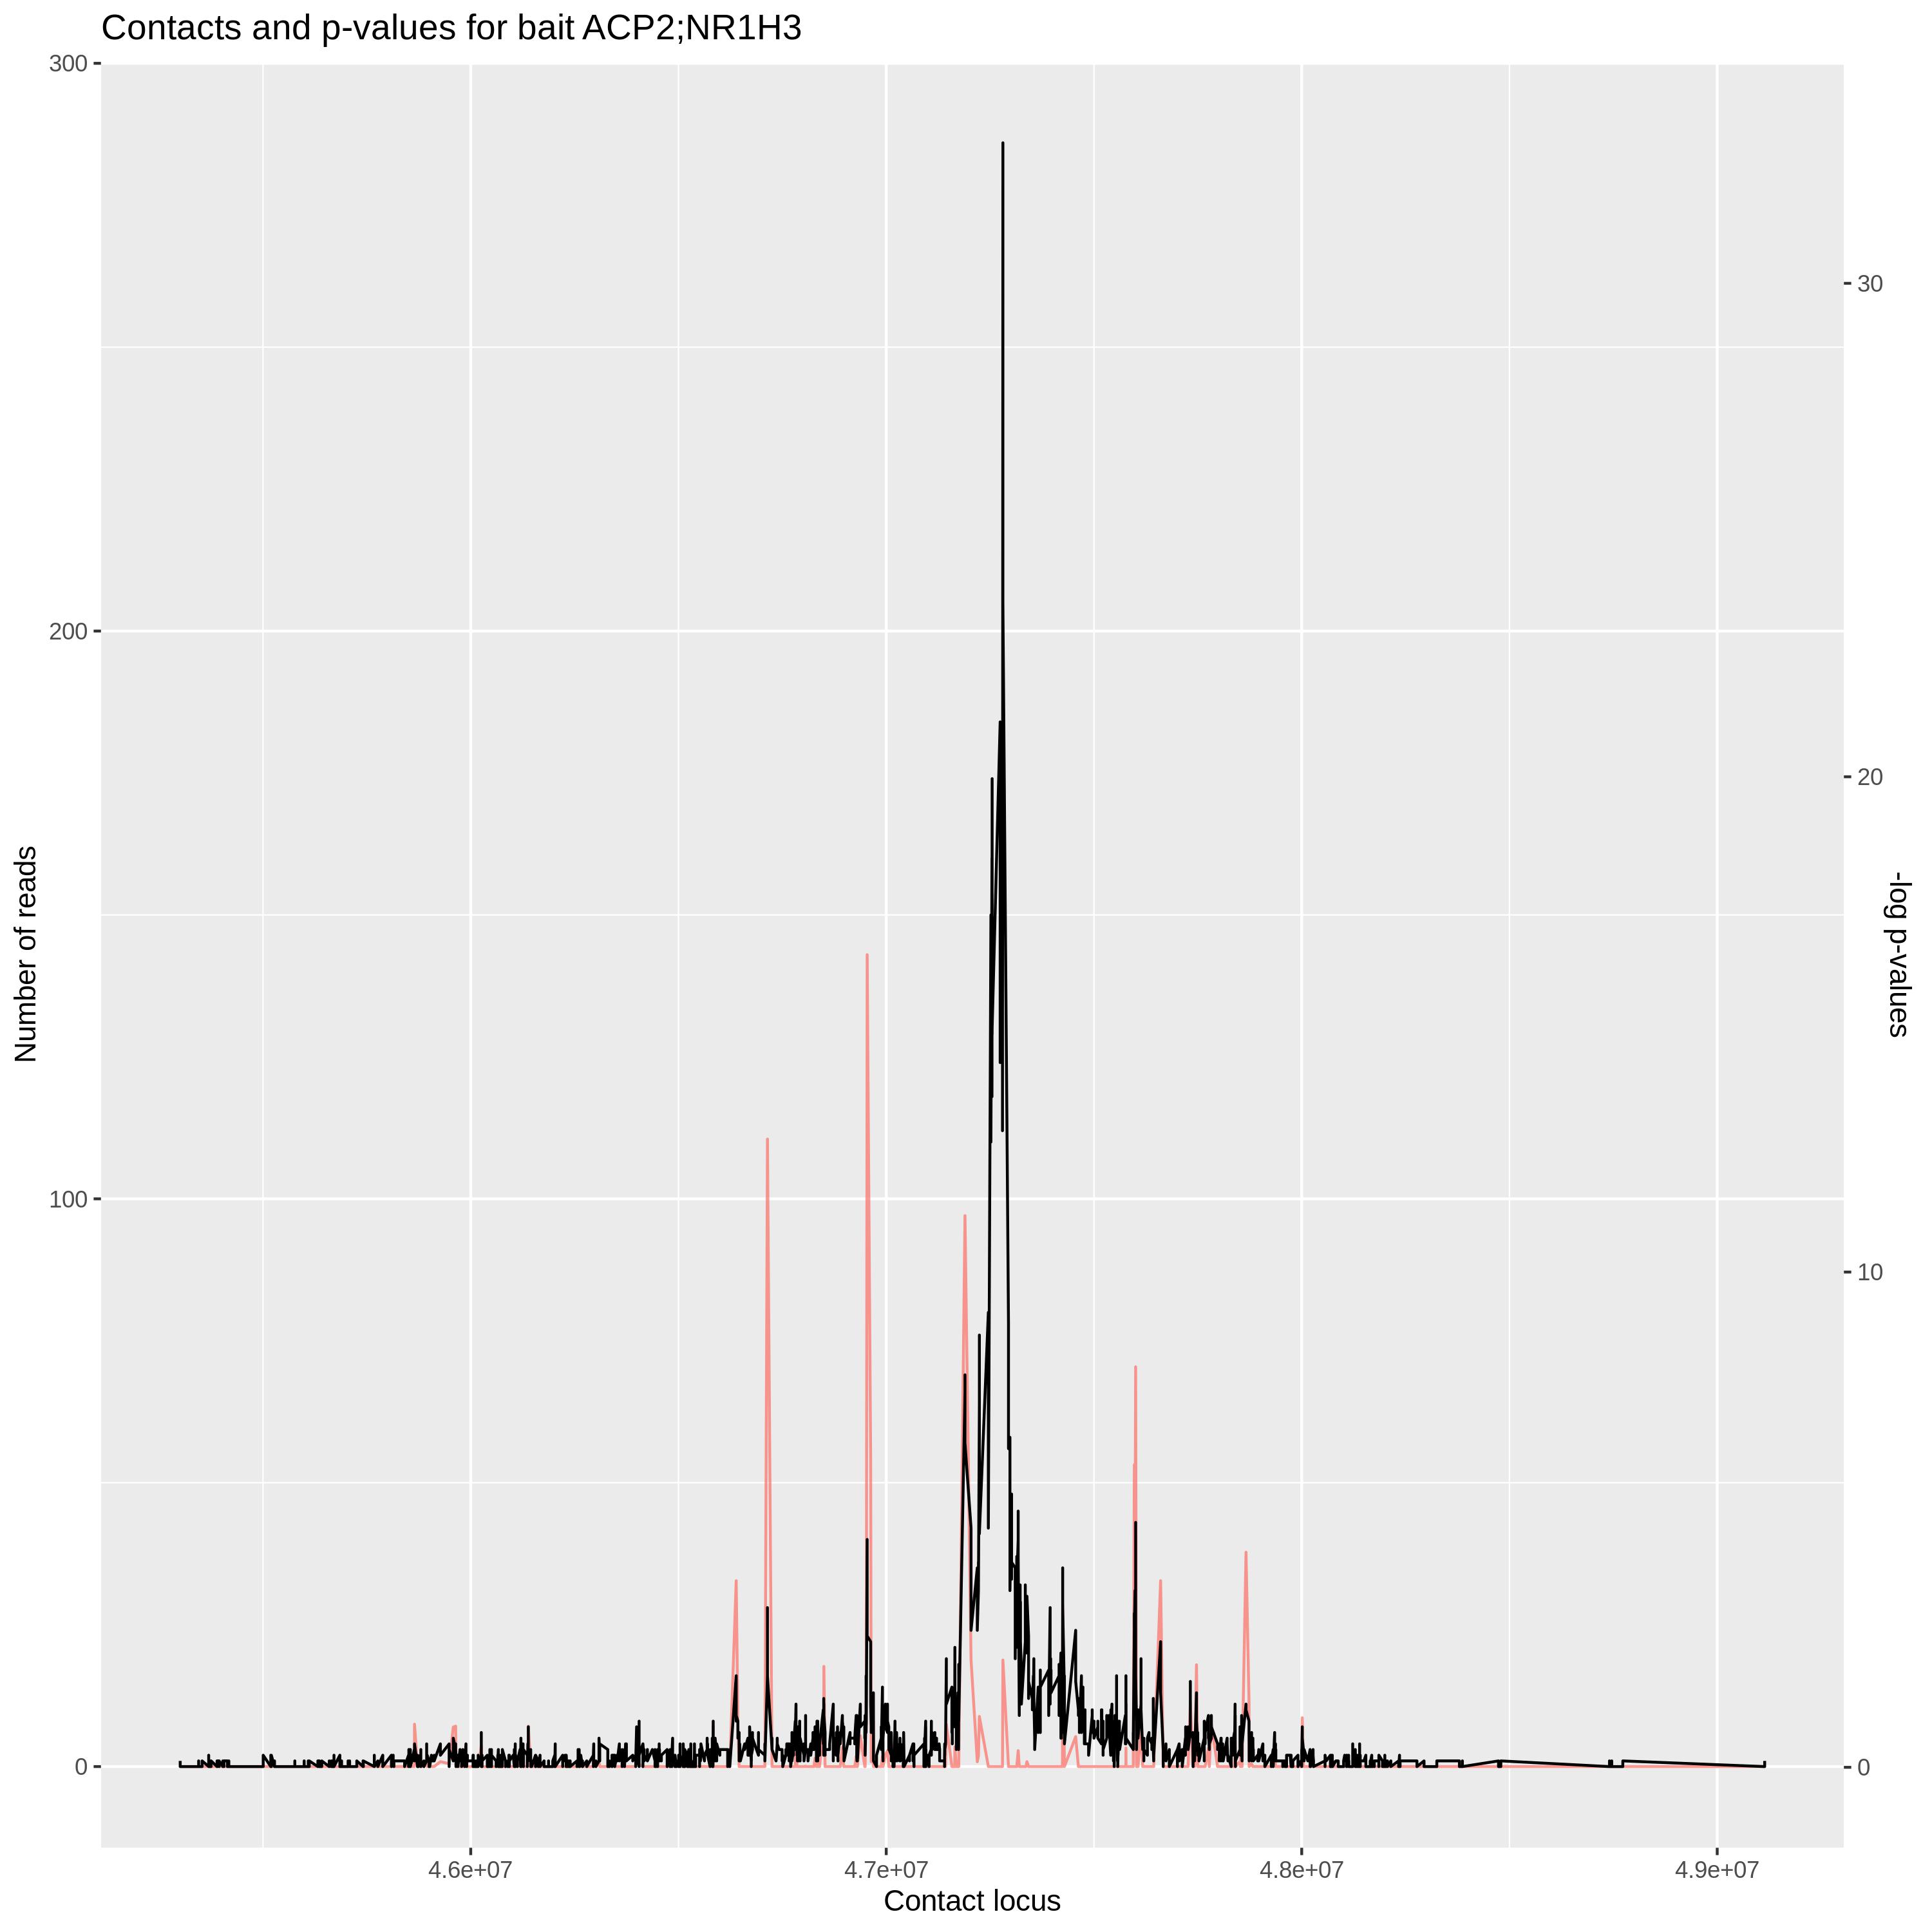 Contacts and p-values for bait ACP2;NR1H3
300
200
100
0
Number of reads
30
20
10
0
-log p-values
4.6e+07
4.7e+07
4.8e+07
4.9e+07
Contact locus